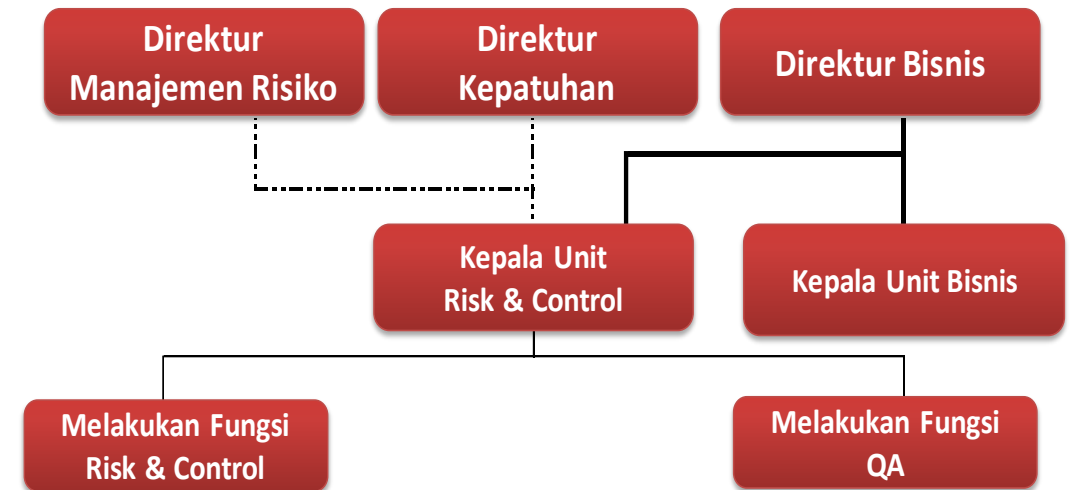 Direktur
Manajemen Risiko
Direktur
Kepatuhan
Direktur Bisnis
Kepala Unit
Risk & Control
Kepala Unit Bisnis
Melakukan Fungsi
Risk & Control
Melakukan Fungsi
QA